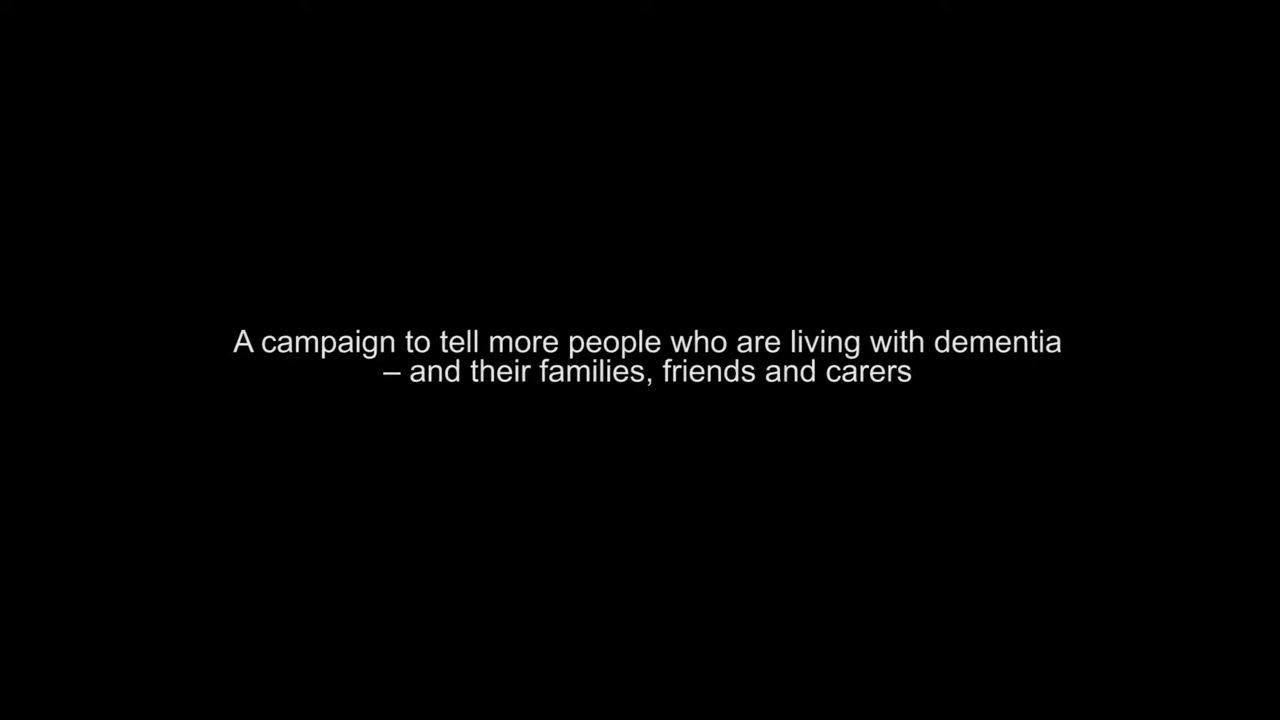 A campaign to tell more people who are living with dementia
– and their families, friends and carers